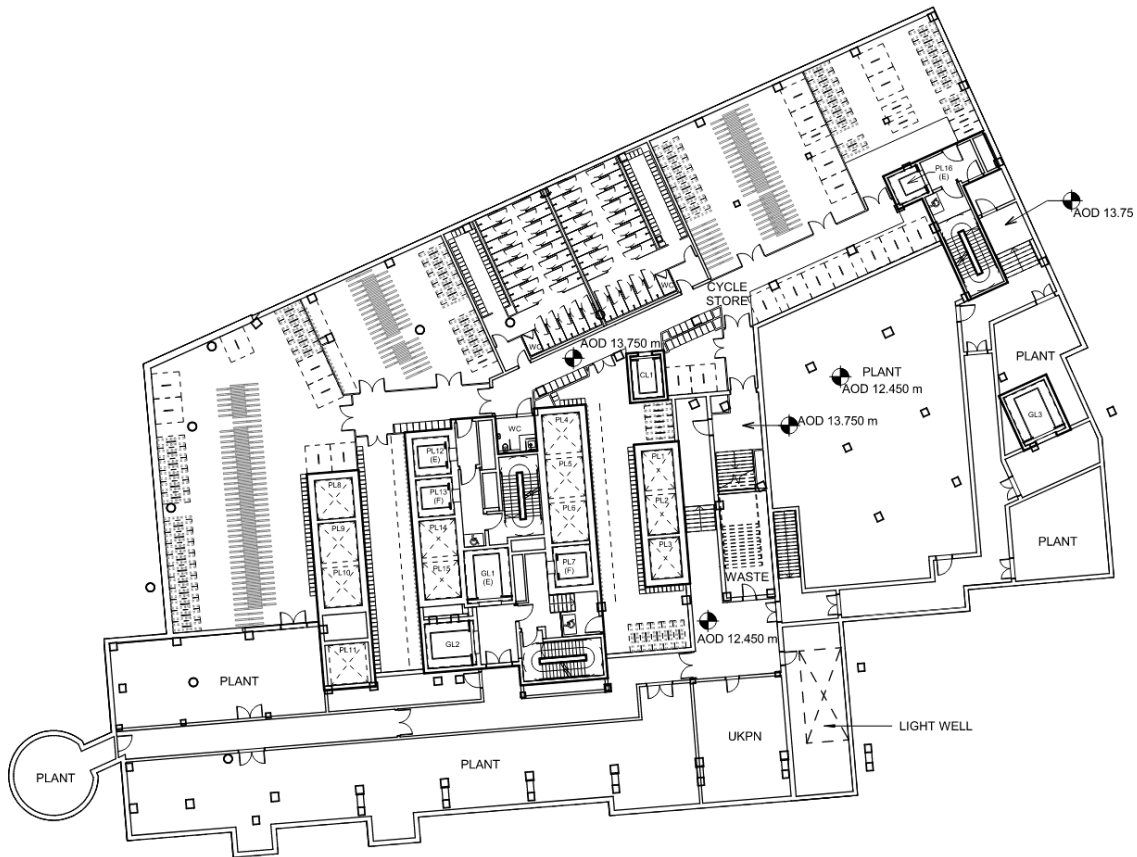 PL16
(E)
AOD 13.75
CYCLE
STORE
WC
WC
AOD 13.750 m
CL1
PLANT
AOD 12.450 m
PLANT
GL3
AOD 13.750 m
WC
PL4
PL5
PL6
PL7
(F)
PL12
(E)
PL13
(F)
PL14
PL15
GL1
(E)
GL2
PL1
PL2
PL3
PL8
PL9
PL10
PL11
WASTE
PLANT
AOD 12.450 m
PLANT
LIGHT WELL
UKPN
PLANT
PLANT